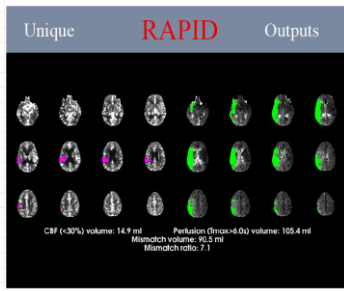 Unique RAPID Outputs
CBF (<30%) volume: 14.9 ml Perfusion (Tmax>6.0s) volume: 105.4 ml
Mismatch volume: 90.5 ml
Mismatch ratio: 7.1